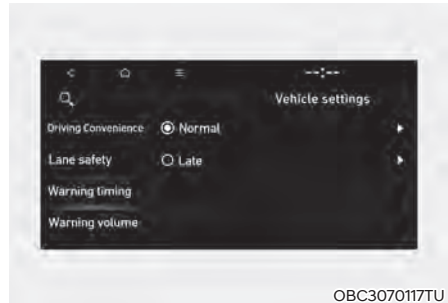 --:--
Vehicle settings
Driving Convenience
Normal
Lane safety
Late
Warning timing
Warning volume
OBC3070117TU